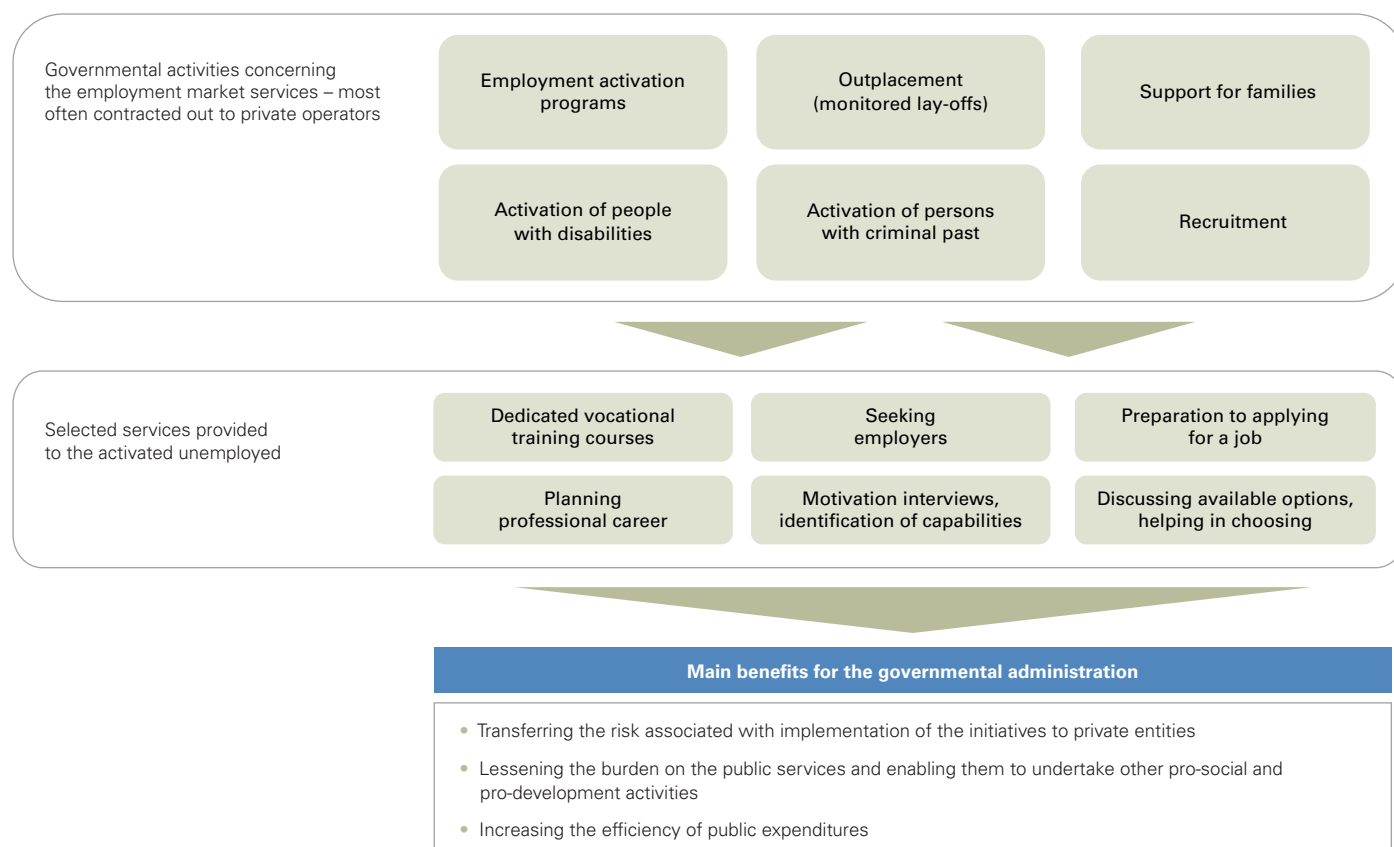 Governmental activities concerning
the employment market services – most
often contracted out to private operators
Employment activation
programs
Outplacement
(monitored lay-offs)
Support for families
Activation of people
with disabilities
Activation of persons
with criminal past
Recruitment
Selected services provided
to the activated unemployed
Dedicated vocational
training courses
Seeking
employers
Preparation to applying
for a job
Planning
professional career
Motivation interviews,
identification of capabilities
Discussing available options,
helping in choosing
Main benefits for the governmental administration
• Transferring the risk associated with implementation of the initiatives to private entities
• Lessening the burden on the public services and enabling them to undertake other pro-social and
pro-development activities
• Increasing the efficiency of public expenditures